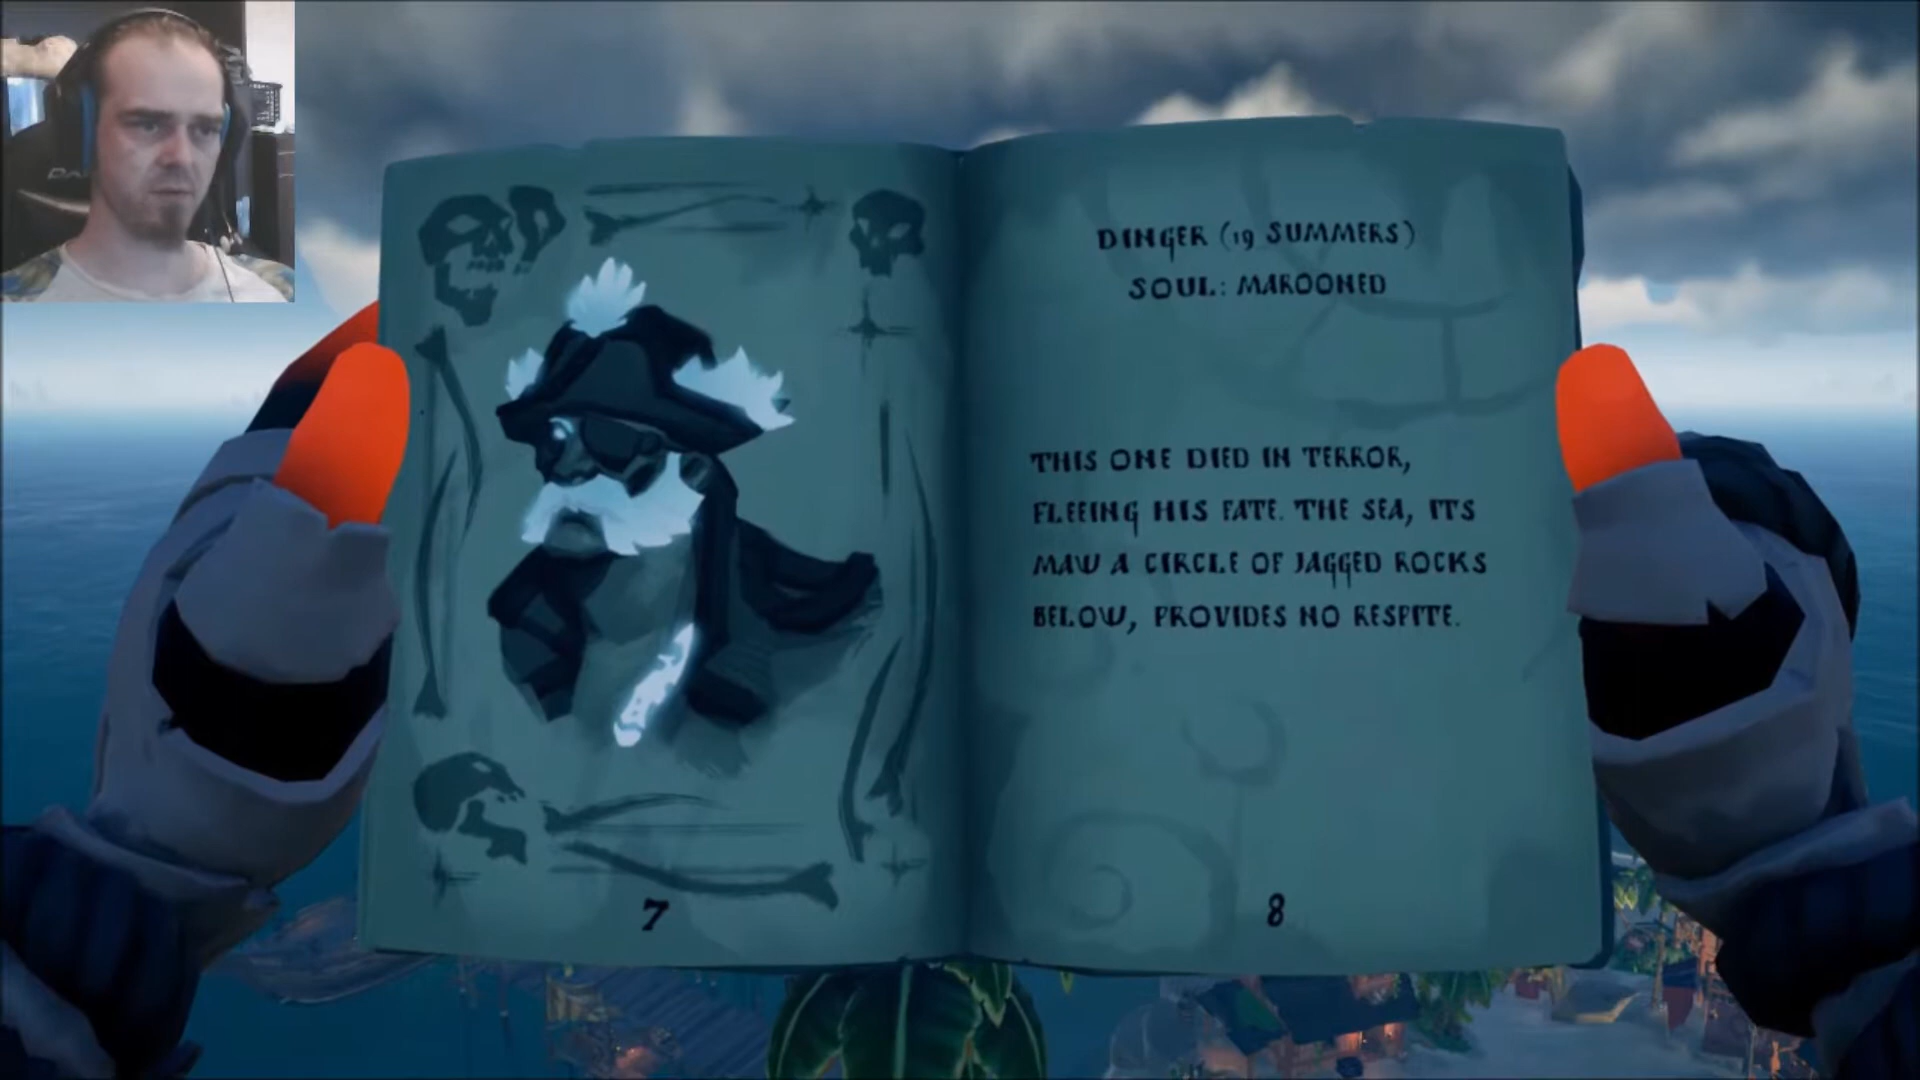 DINGER (19 SUMMERS)
SOUL: MAROONED
THIS ONE DIED IN TERROR,
FLEEING HIS FATE. THE SEA, ITS
MAW A CIRCLE OF JAGGED ROCKS
BELOW, PROVIDES NO RESPITE.
7
8